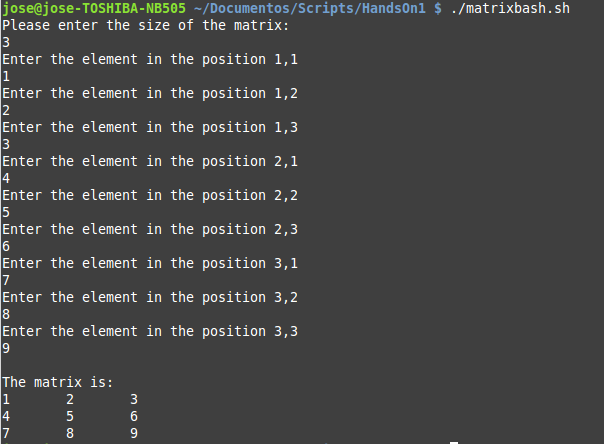 jose@jose-TOSHIBA-NB505 ~/Documentos/Scripts/HandsOn1 $ ./matrixbash.sh
Please enter the size of the matrix:
3
Enter the element in the position 1,1
1
Enter the element in the position 1,2
2
Enter the element in the position 1,3
3
Enter the element in the position 2,1
4
Enter the element in the position 2,2
5
Enter the element in the position 2,3
6
Enter the element in the position 3,1
7
Enter the element in the position 3,2
8
Enter the element in the position 3,3
9
The matrix is:
1 2 3
4 5 6
7 8 9